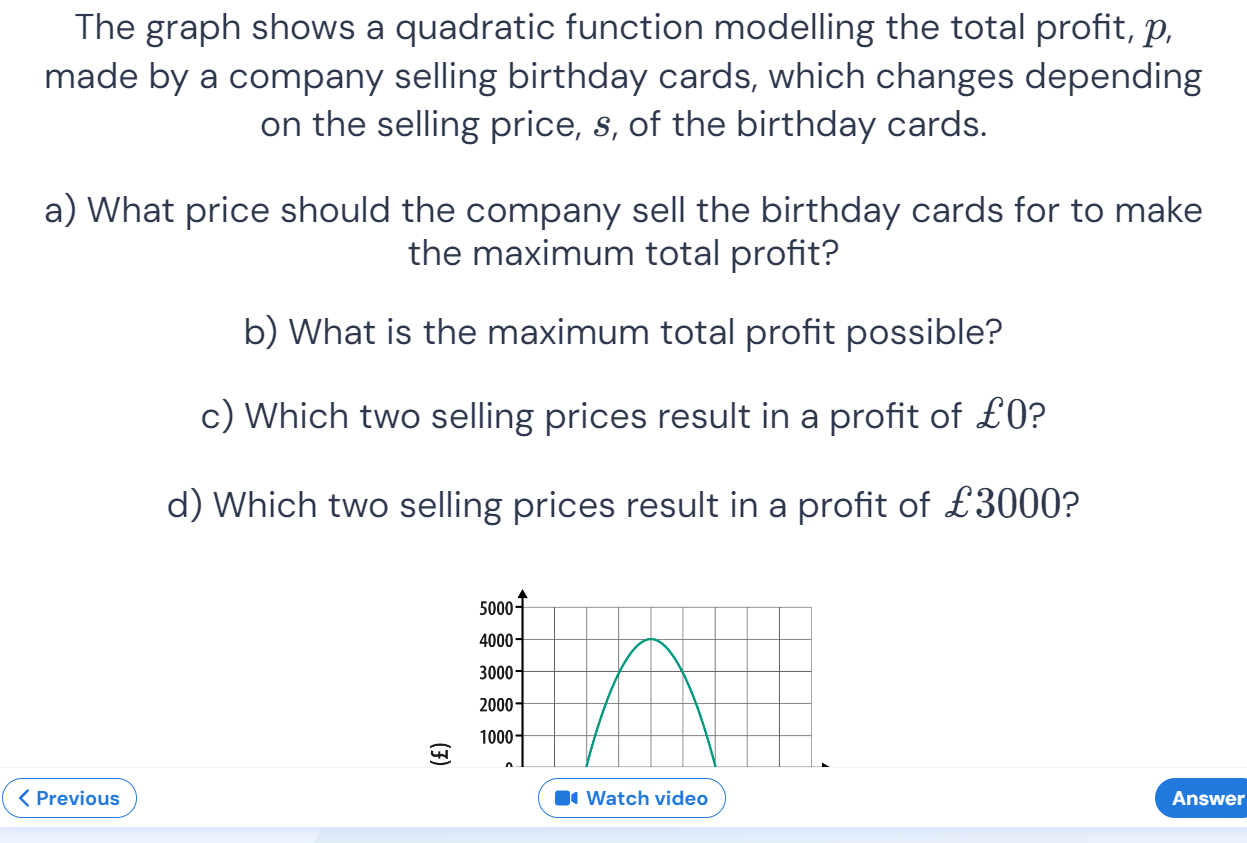 The graph shows a quadratic function modelling the total profit, p,
made by a company selling birthday cards, which changes depending
on the selling price, s, of the birthday cards.
a) What price should the company sell the birthday cards for to make
the maximum total profit?
b) What is the maximum total profit possible?
c) Which two selling prices result in a profit of £0?
d) Which two selling prices result in a profit of £3000?
5000
4000
3000
2000
1000
(£)
Previous
Watch video
Answer